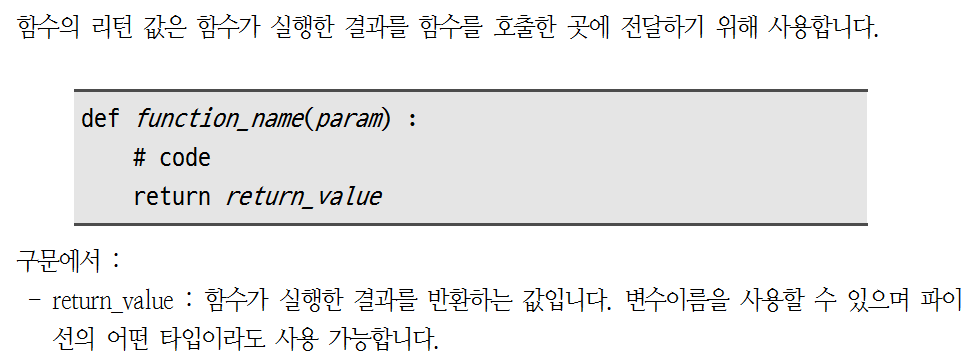 함수의 리턴 값은 함수가 실행한 결과를 함수를 호출한 곳에 전달하기 위해 사용합니다.
def function_name(param) :
    # code
    return return_value
구문에서 :
- return_value : 함수가 실행한 결과를 반환하는 값입니다. 변수이름을 사용할 수 있으며 파이
선의 어떤 타입이라도 사용 가능합니다.